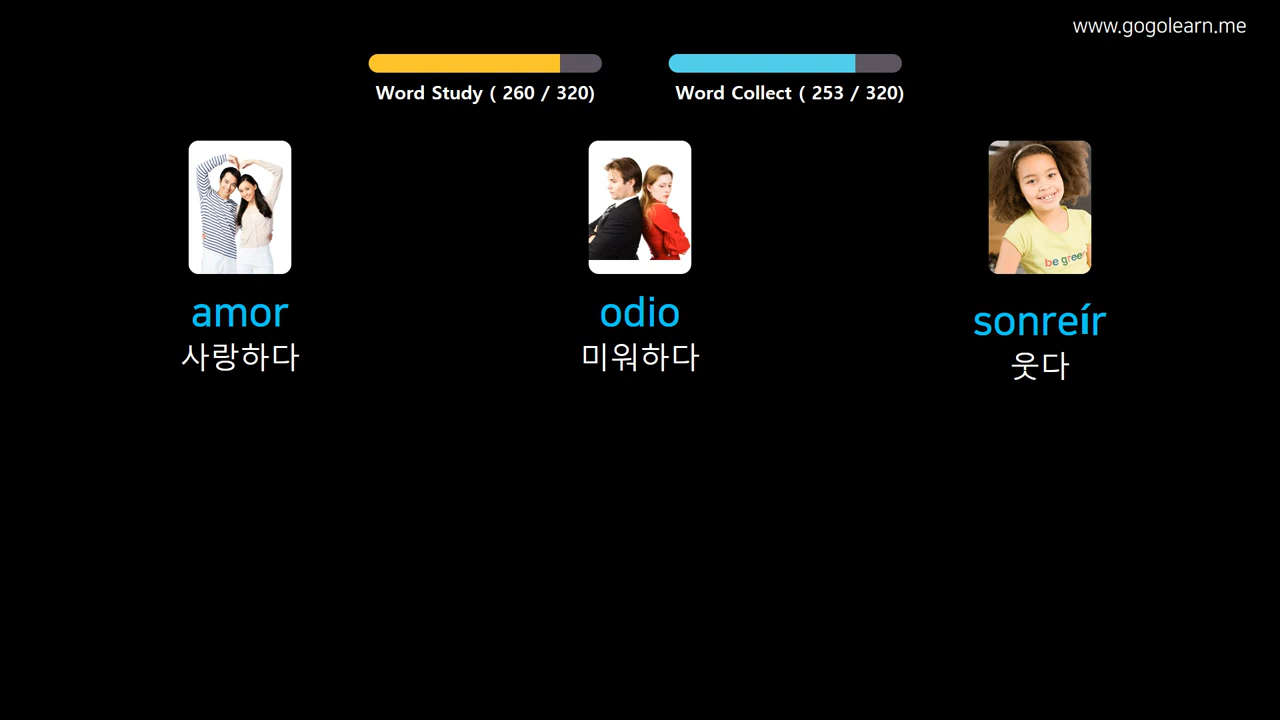 www.gogolearn.me
Word Study ( 260 / 320)
Word Collect ( 253 / 320)
be green
amor
사랑하다
odio
미워하다
sonreír
웃다